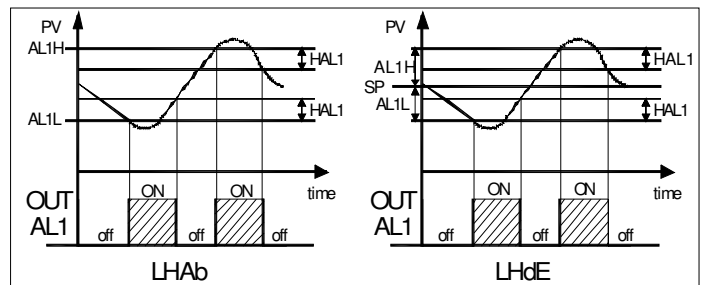 PV
AL1H
HAL1
HAL1
AL1L
time
ON
ON
OUT
AL1
off
off
off
LHAb
PV
AL1H
HAL1
SP
AL1L
HAL1
time
ON
ON
OUT
AL1
off
off
off
LHdE